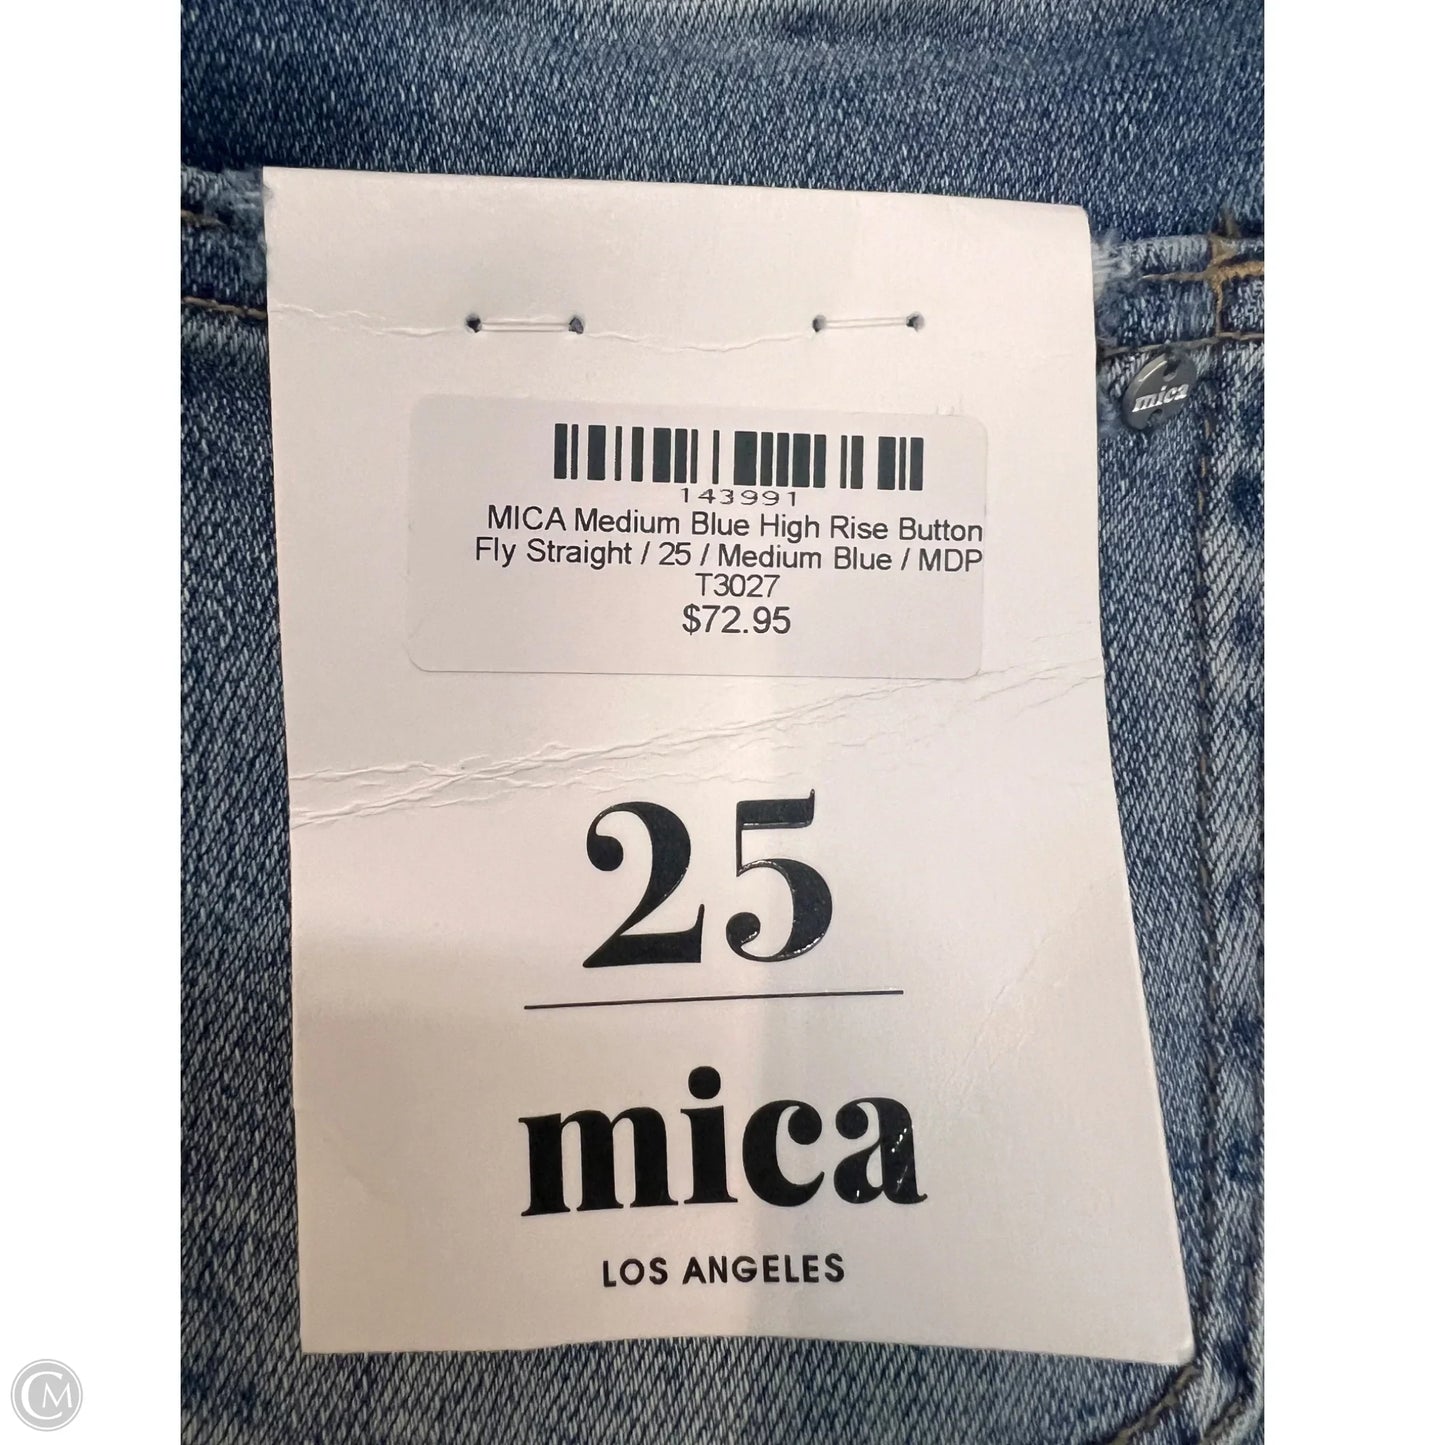 143991
MICA Medium Blue High Rise Button
Fly Straight / 25 / Medium Blue / MDP
T3027
$72.95
mica
25
mica
LOS ANGELES
CM